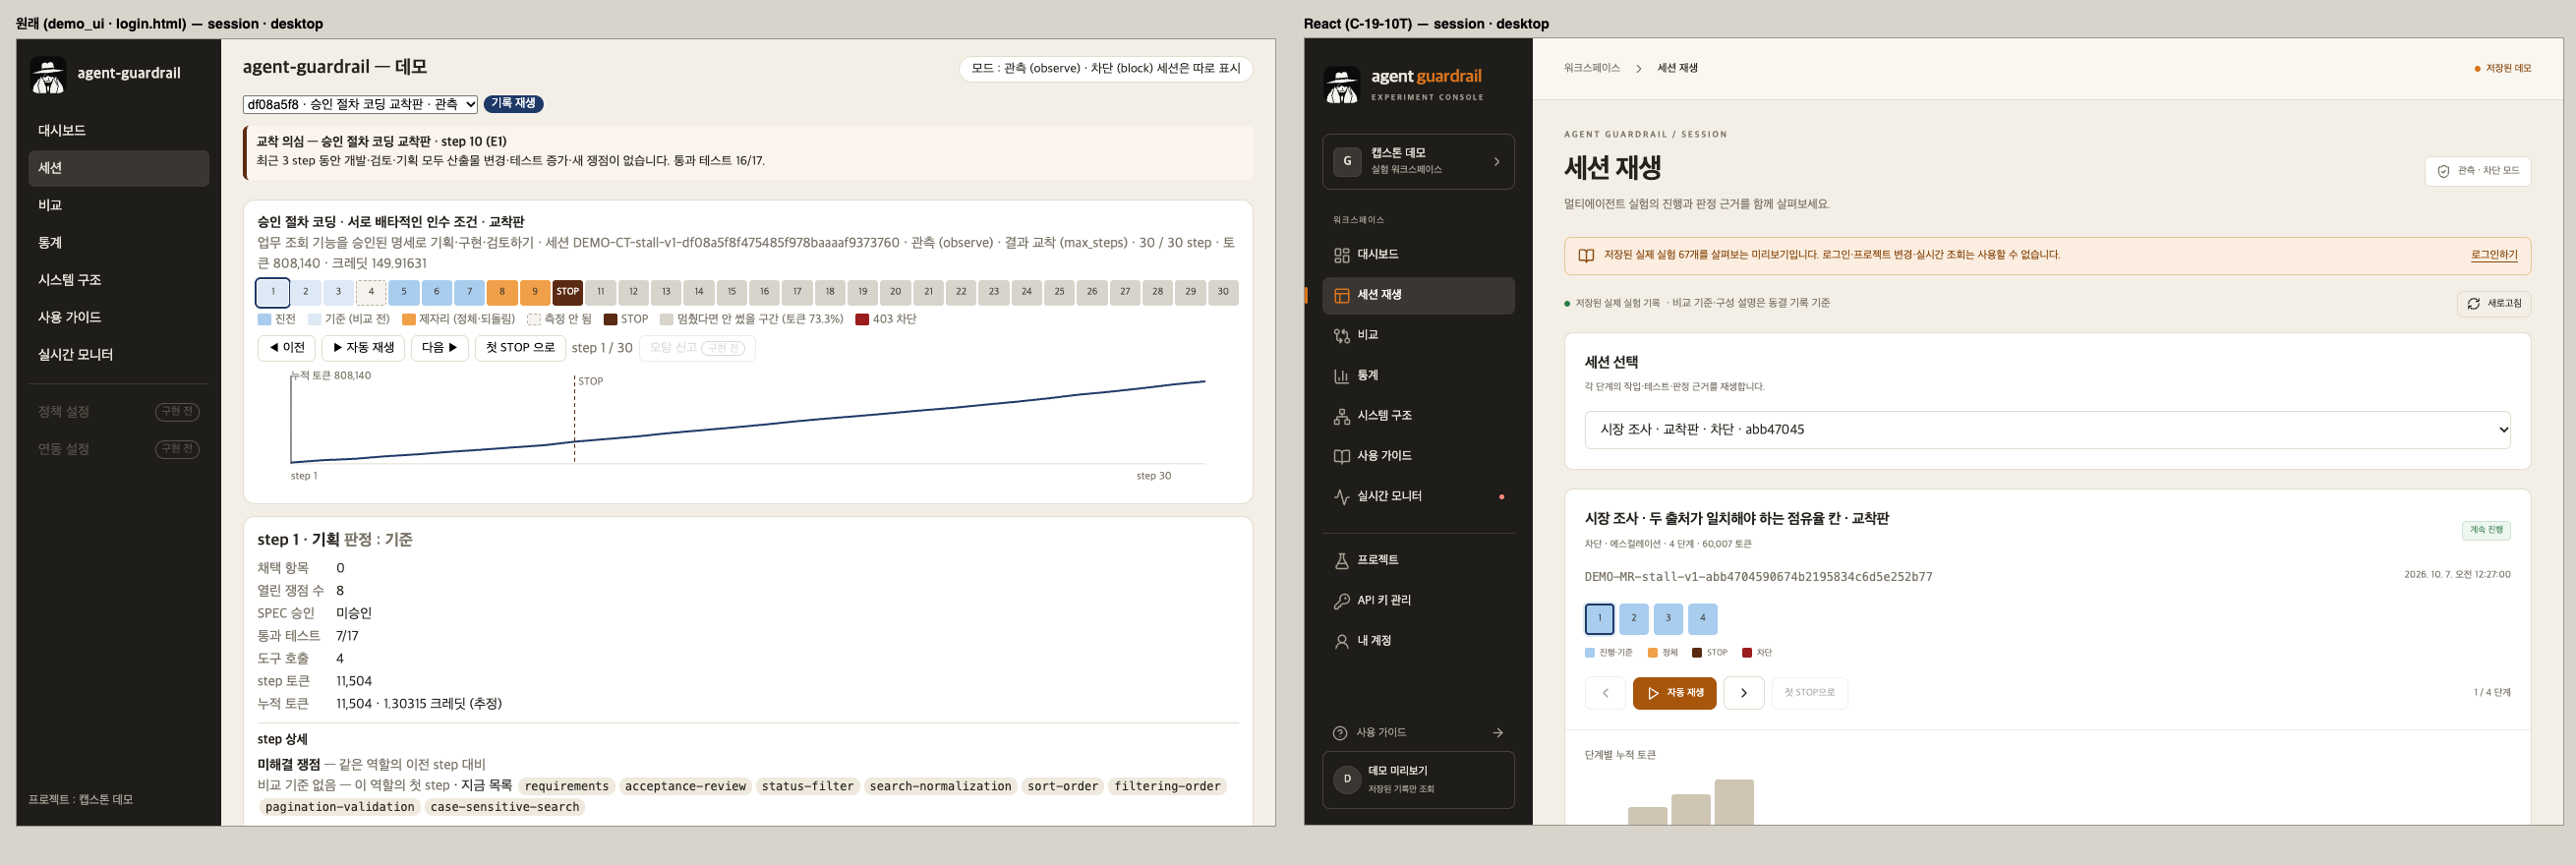 원래 (demo_ui · login.html) — session · desktop
agent-guardrail
대시보드
세션
비교
통계
시스템 구조
사용 가이드
실시간 모니터
정책 설정 구현 전
연동 설정 구현 전
프로젝트 : 캡스톤 데모
agent-guardrail — 데모
모드 : 관측 (observe) · 차단 (block) 세션은 따로 표시
df08a5f8 · 승인 절차 코딩 교착판 · 관측 기록 재생
교착 의심 — 승인 절차 코딩 교착판 · step 10 (E1)
최근 3 step 동안 개발·검토·기획 모두 산출물 변경·테스트 증가·새 쟁점이 없습니다. 통과 테스트 16/17.
승인 절차 코딩 · 서로 배타적인 인수 조건 · 교착판
업무 조회 기능을 승인된 명세로 기획·구현·검토하기 · 세션 DEMO-CT-stall-v1-df08a5f8f475485f978baaaaf9373760 · 관측 (observe) · 결과 교착 (max_steps) · 30 / 30 step · 토
큰 808,140 · 크레딧 149.91631
1 2 3 4 5 6 7 8 9 STOP 11 12 13 14 15 16 17 18 19 20 21 22 23 24 25 26 27 28 29 30
진전 기준 (비교 전) 제자리 (정체·되돌림) 측정 안 됨 STOP 멈췄다면 안 썼을 구간 (토큰 73.3%) 403 차단
◀ 이전 ▶ 자동 재생 다음 ▶ 첫 STOP 으로 step 1 / 30 오탐 신고 구현 전
누적 토큰 808,140
STOP
step 1 step 30
step 1 · 기획 판정 : 기준
채택 항목 0
열린 쟁점 수 8
SPEC 승인 미승인
통과 테스트 7/17
도구 호출 4
step 토큰 11,504
누적 토큰 11,504 · 1.30315 크레딧 (추정)
step 상세
미해결 쟁점 — 같은 역할의 이전 step 대비
비교 기준 없음 — 이 역할의 첫 step · 지금 목록 requirements acceptance-review status-filter search-normalization sort-order filtering-order
pagination-validation case-sensitive-search
React (C-19-10T) — session · desktop
agent guardrail
EXPERIMENT CONSOLE
G 캡스톤 데모
실험 워크스페이스
워크스페이스
대시보드
세션 재생
비교
통계
시스템 구조
사용 가이드
실시간 모니터
프로젝트
API 키 관리
내 계정
사용 가이드
D 데모 미리보기
저장된 기록만 조회
워크스페이스 세션 재생
저장된 데모
AGENT GUARDRAIL / SESSION
세션 재생
관측 · 차단 모드
멀티에이전트 실험의 진행과 판정 근거를 함께 살펴보세요.
저장된 실제 실험 67개를 살펴보는 미리보기입니다. 로그인·프로젝트 변경·실시간 조회는 사용할 수 없습니다. 로그인하기
저장된 실제 실험 기록 · 비교 기준·구성 설명은 동결 기록 기준
새로고침
세션 선택
각 단계의 작업·테스트·판정 근거를 재생합니다.
시장 조사 · 교착판 · 차단 · abb47045
시장 조사 · 두 출처가 일치해야 하는 점유율 칸 · 교착판
계속 진행
차단 · 에스컬레이션 · 4 단계 · 60,007 토큰
DEMO-MR-stall-v1-abb4704590674b2195834c6d5e252b77
2026. 10. 7. 오전 12:27:00
1 2 3 4
진행·기준 정체 STOP 차단
자동 재생 첫 STOP으로 1 / 4 단계
단계별 누적 토큰